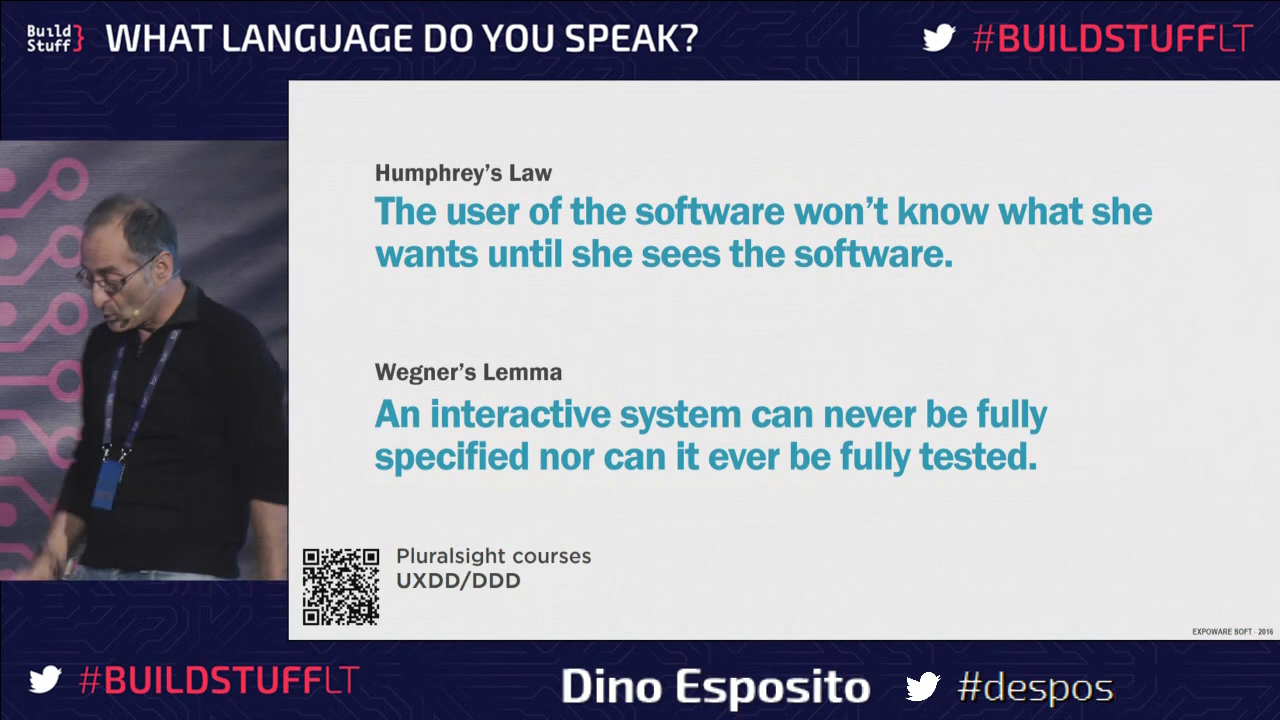 Build
Stuff}
WHAT LANGUAGE DO YOU SPEAK?
#BUILDSTUFFLT
Humphrey's Law
The user of the software won't know what she
wants until she sees the software.
Wegner's Lemma
An interactive system can never be fully
specified nor can it ever be fully tested.
Pluralsight courses
UXDD/DDD
EXPOWARE SOFT - 2016
#BUILDSTUFFLT
Dino Esposito
#despos